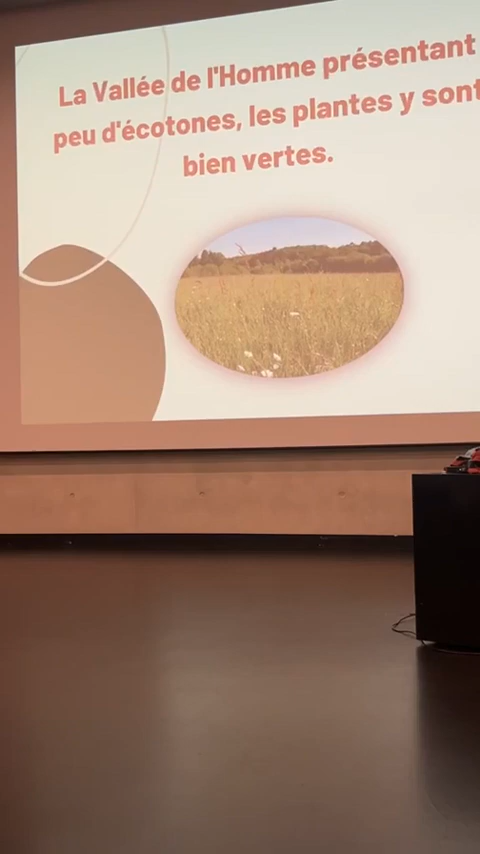 La Vallée de l'Homme présentant
peu d'écotones, les plantes y sont
bien vertes.